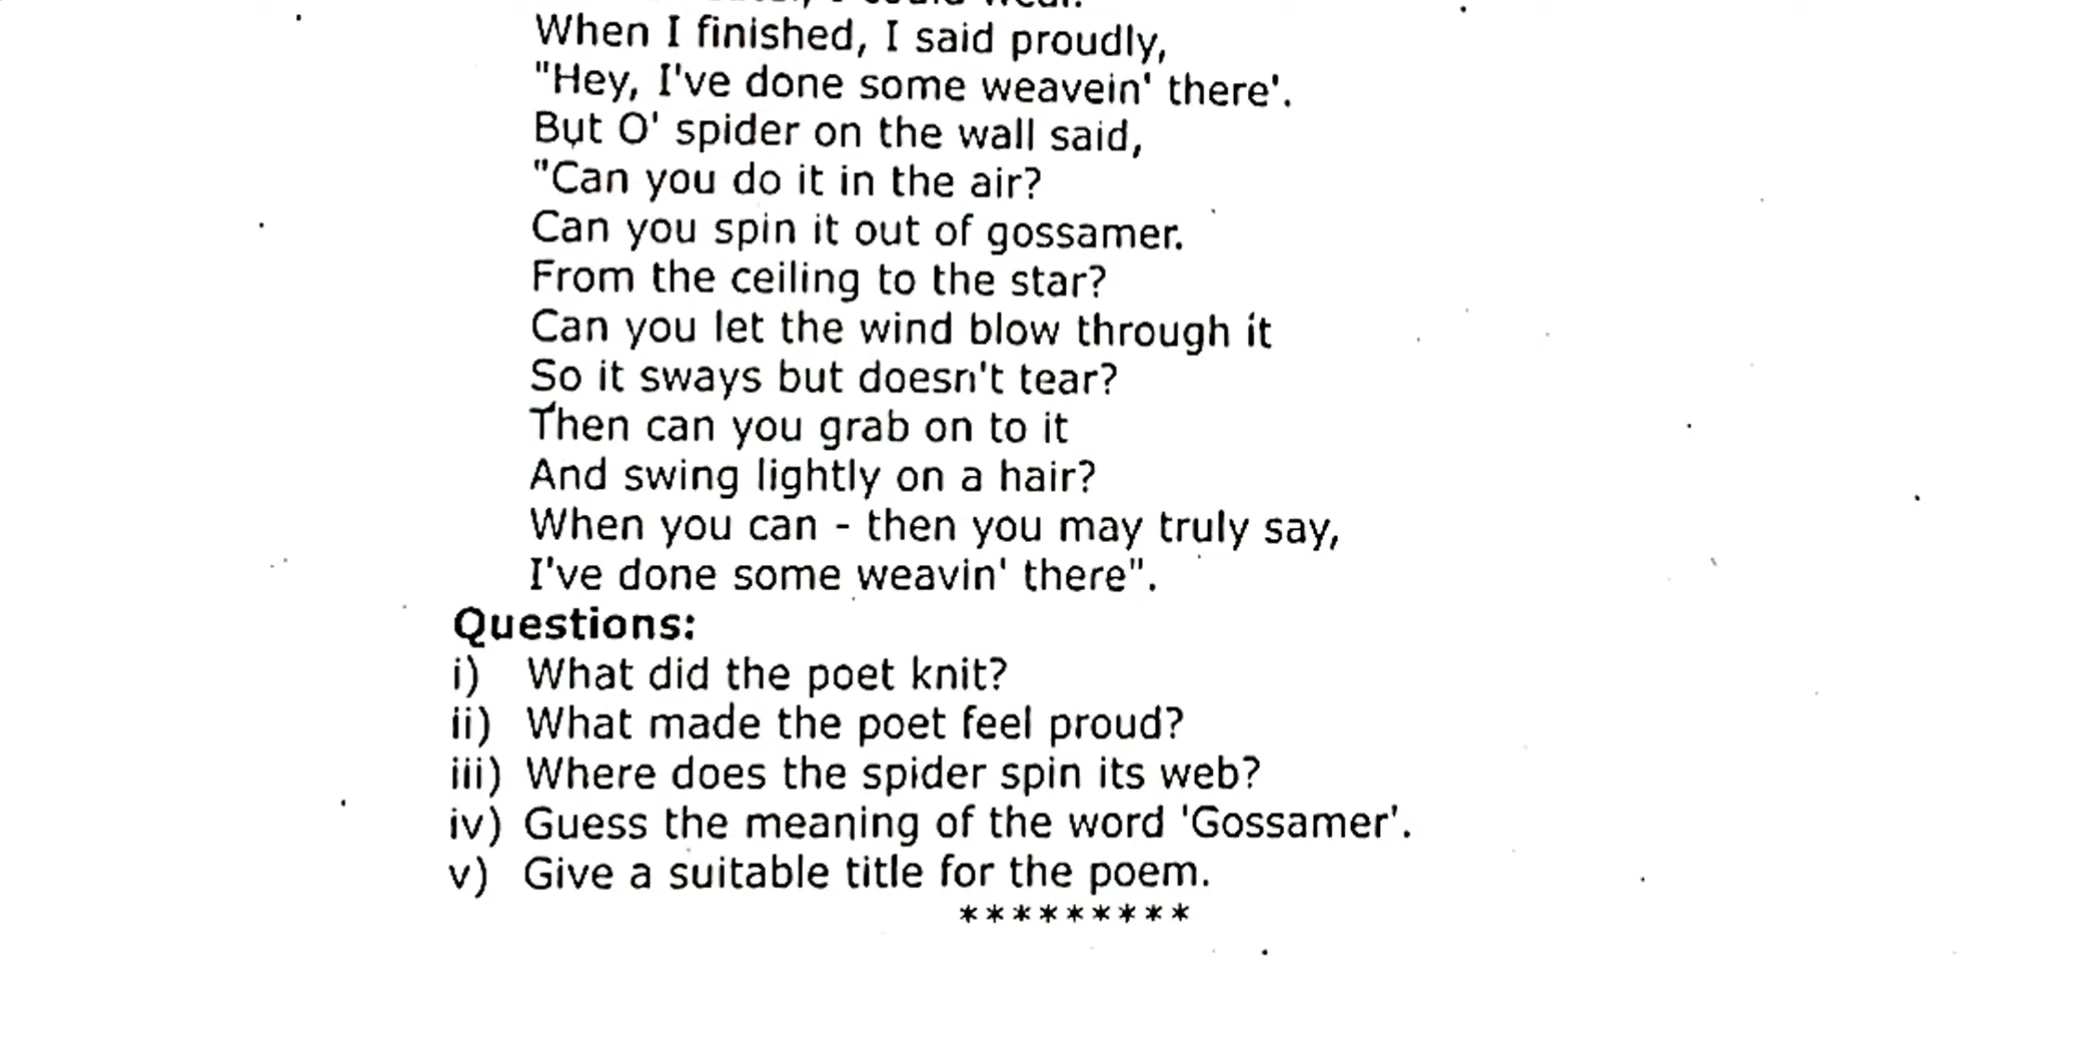 When I finished, I said proudly,
"Hey, I've done some weavein' there'.
But O' spider on the wall said,
"Can you do it in the air?
Can you spin it out of gossamer.
From the ceiling to the star?
Can you let the wind blow through it
So it sways but doesn't tear?
Then can you grab on to it
And swing lightly on a hair?
When you can - then you may truly say,
I've done some weavin' there".
Questions:
i) What did the poet knit?
ii) What made the poet feel proud?
iii) Where does the spider spin its web?
iv) Guess the meaning of the word 'Gossamer'.
v) Give a suitable title for the poem.
*********